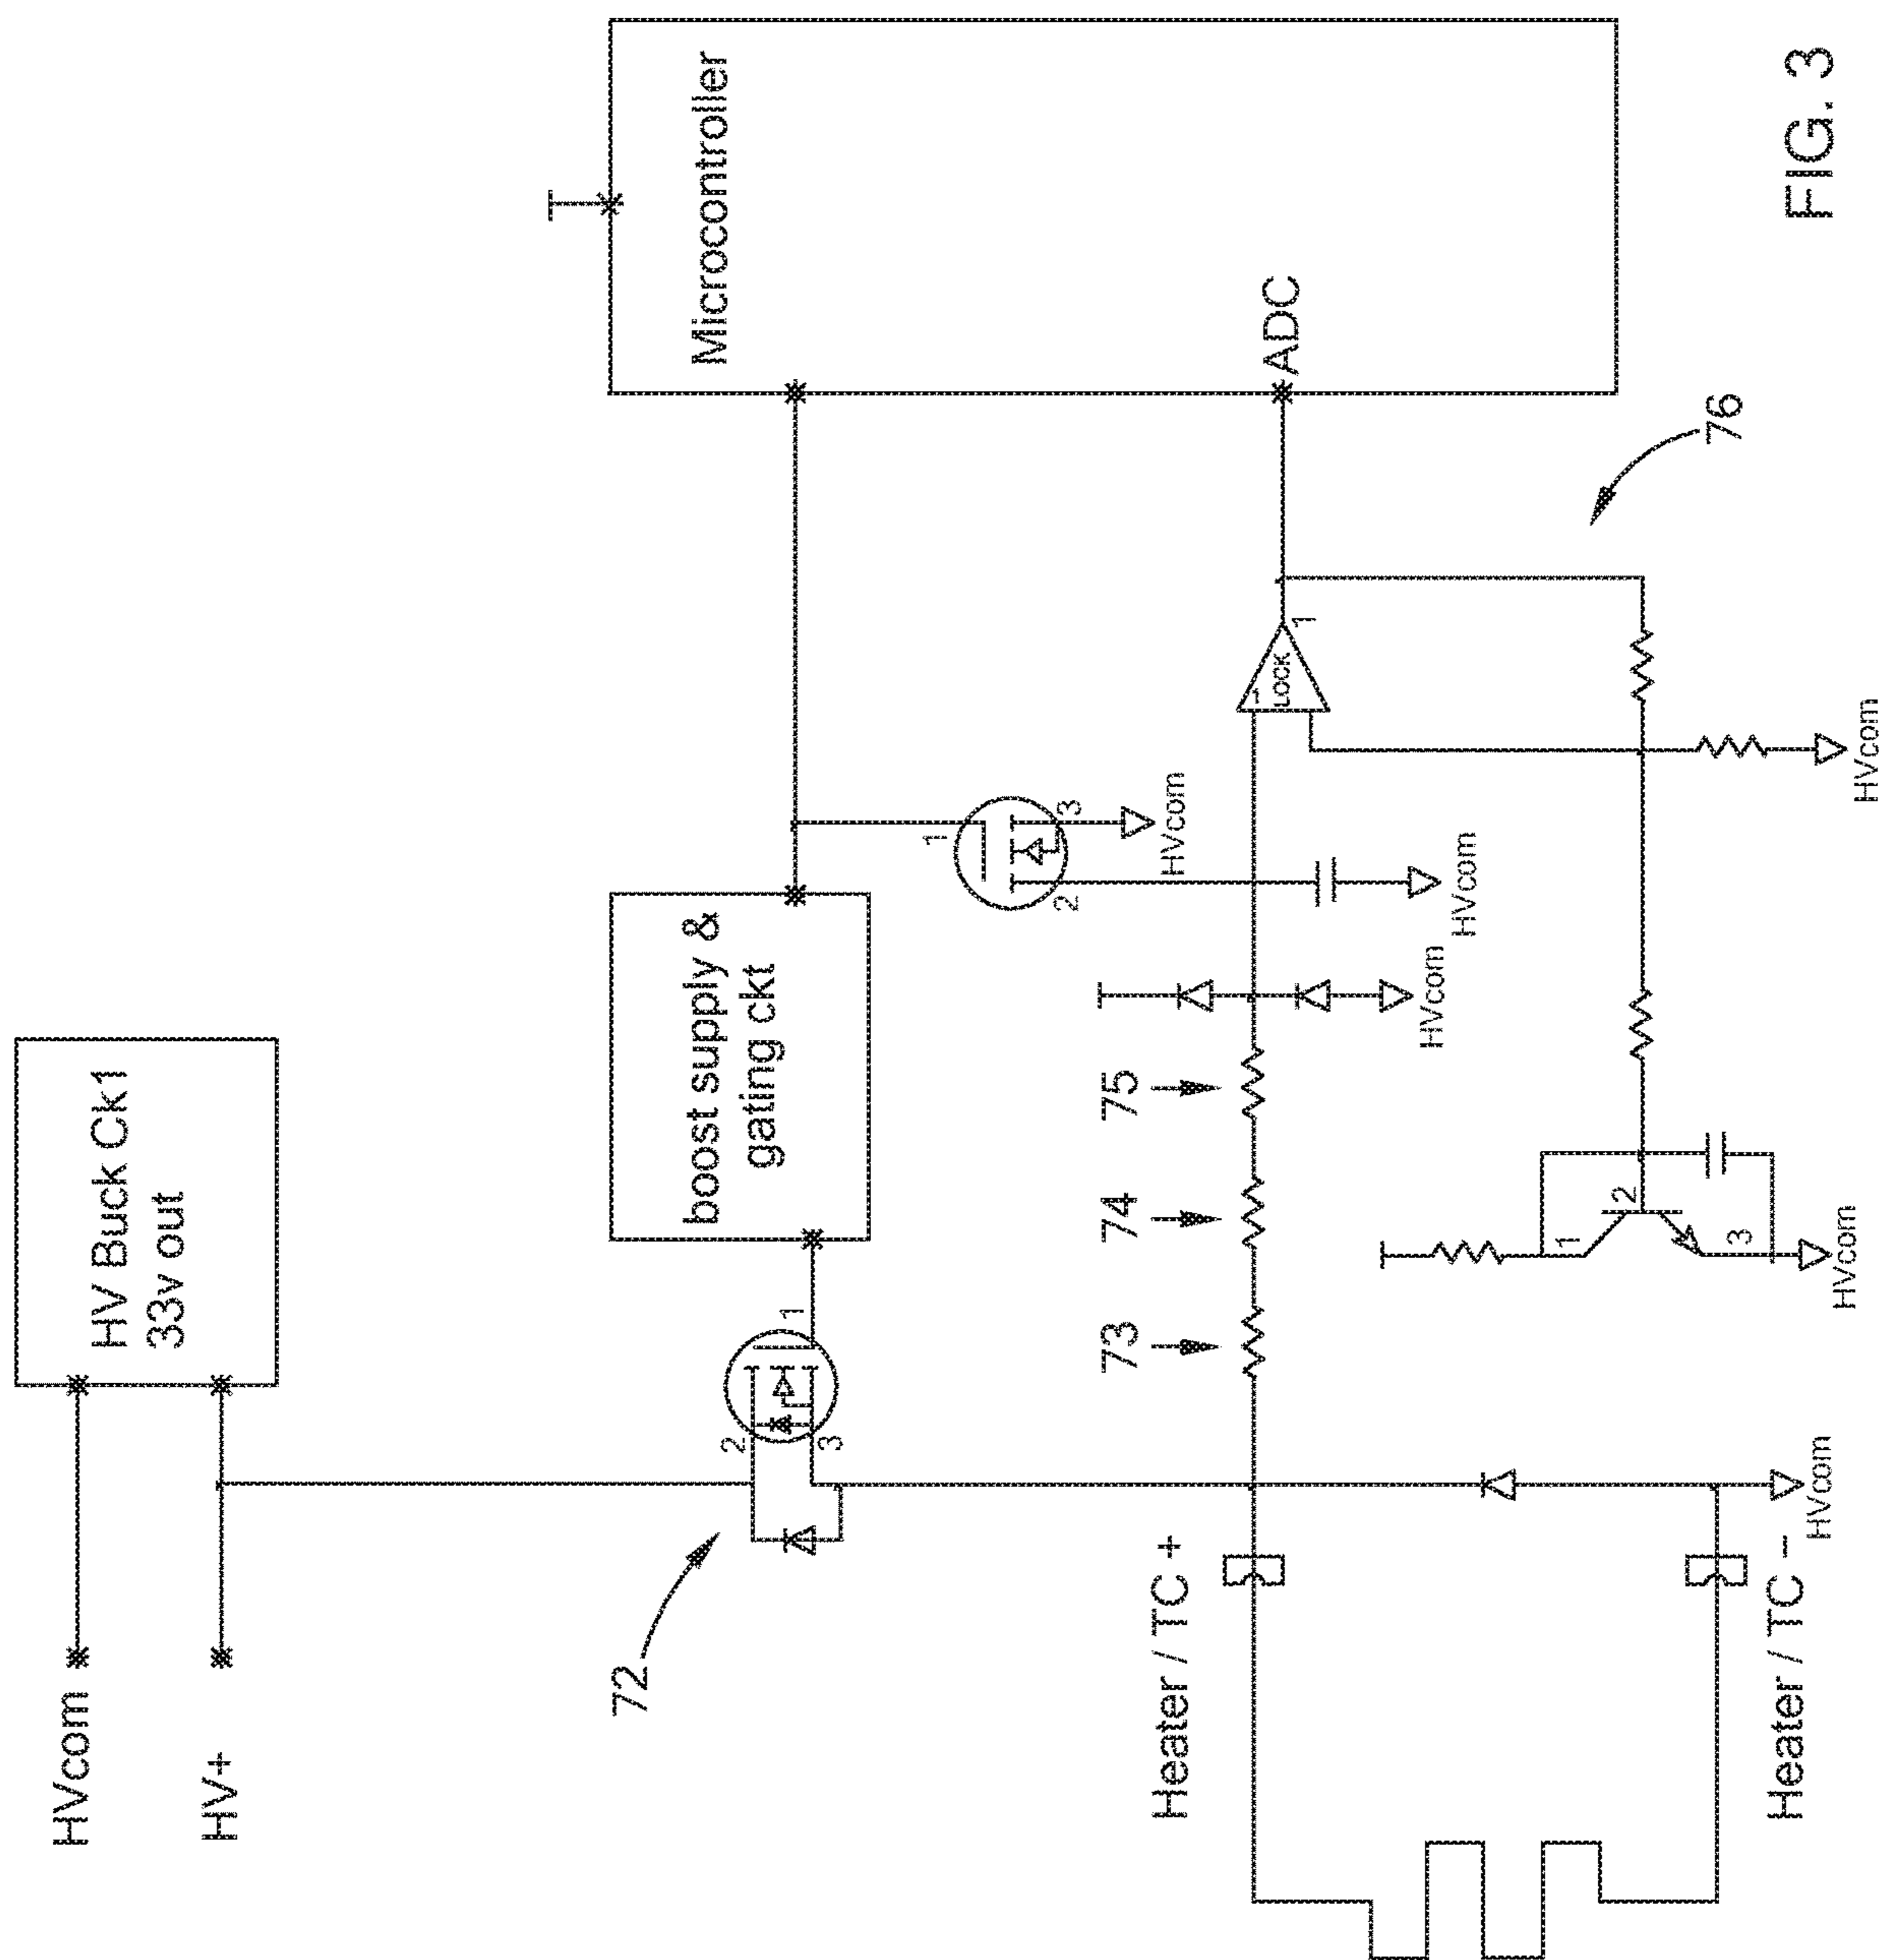 HVcom
HV+
HV Buck Ck1
33v out
72
2
3
1
boost supply &
gating ckt
Microcontroller
ADC
1
2
3
HVcom
Heater / TC +
Heater / TC –
HVcom
73
74
75
HVcom
HVcom
LOCK
1
1
2
3
HVcom
HVcom
76
FIG. 3